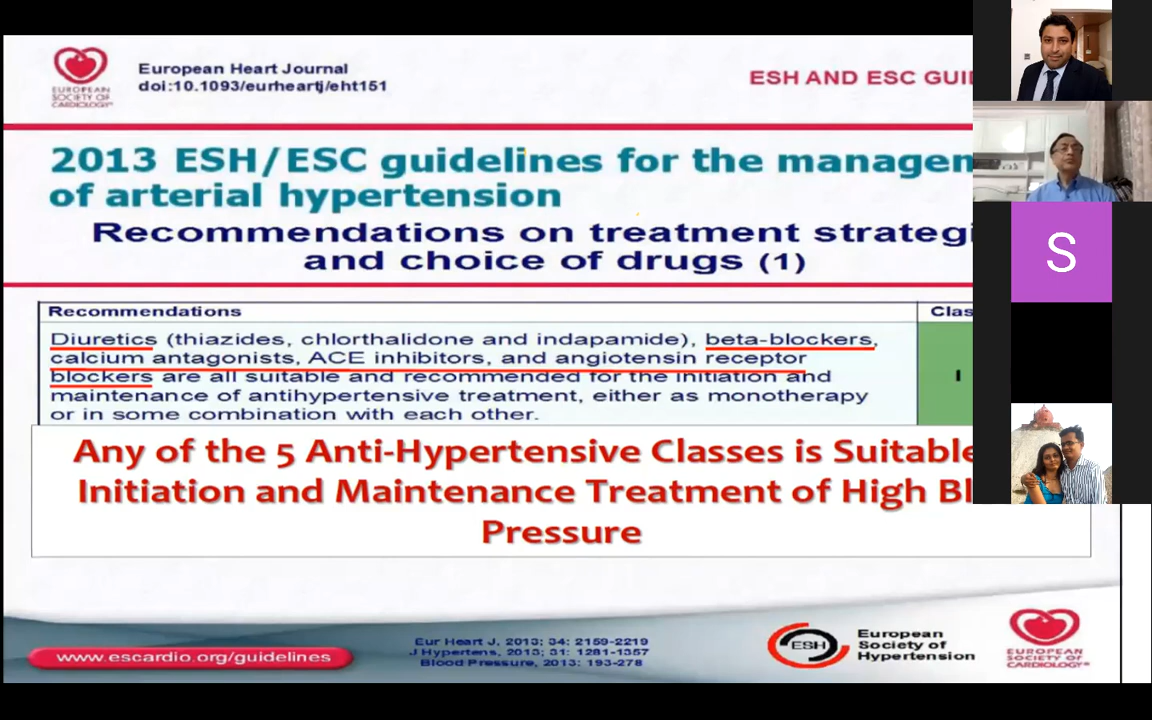 EUROPEAN
SOCIETY OF
CARDIOLOGY®
European Heart Journal
doi:10.1093/eurheartj/eht151
ESH AND ESC GUI
2013 ESH/ESC guidelines for the managem
of arterial hypertension
Recommendations on treatment strategi
and choice of drugs (1)
Recommendations
Clas
Diuretics (thiazides, chlorthalidone and indapamide), beta-blockers,
calcium antagonists, ACE inhibitors, and angiotensin receptor
blockers are all suitable and recommended for the initiation and
maintenance of antihypertensive treatment, either as monotherapy
or in some combination with each other.
I
Any of the 5 Anti-Hypertensive Classes is Suitable
Initiation and Maintenance Treatment of High Bl
Pressure
www.escardio.org/guidelines
Eur Heart J, 2013; 34: 2159-2219
J Hypertens, 2013; 31: 1281-1357
Blood Pressure, 2013: 193-278
ESH
European
Society of
Hypertension
EUROPEAN
SOCIETY OF
CARDIOLOGY®
S